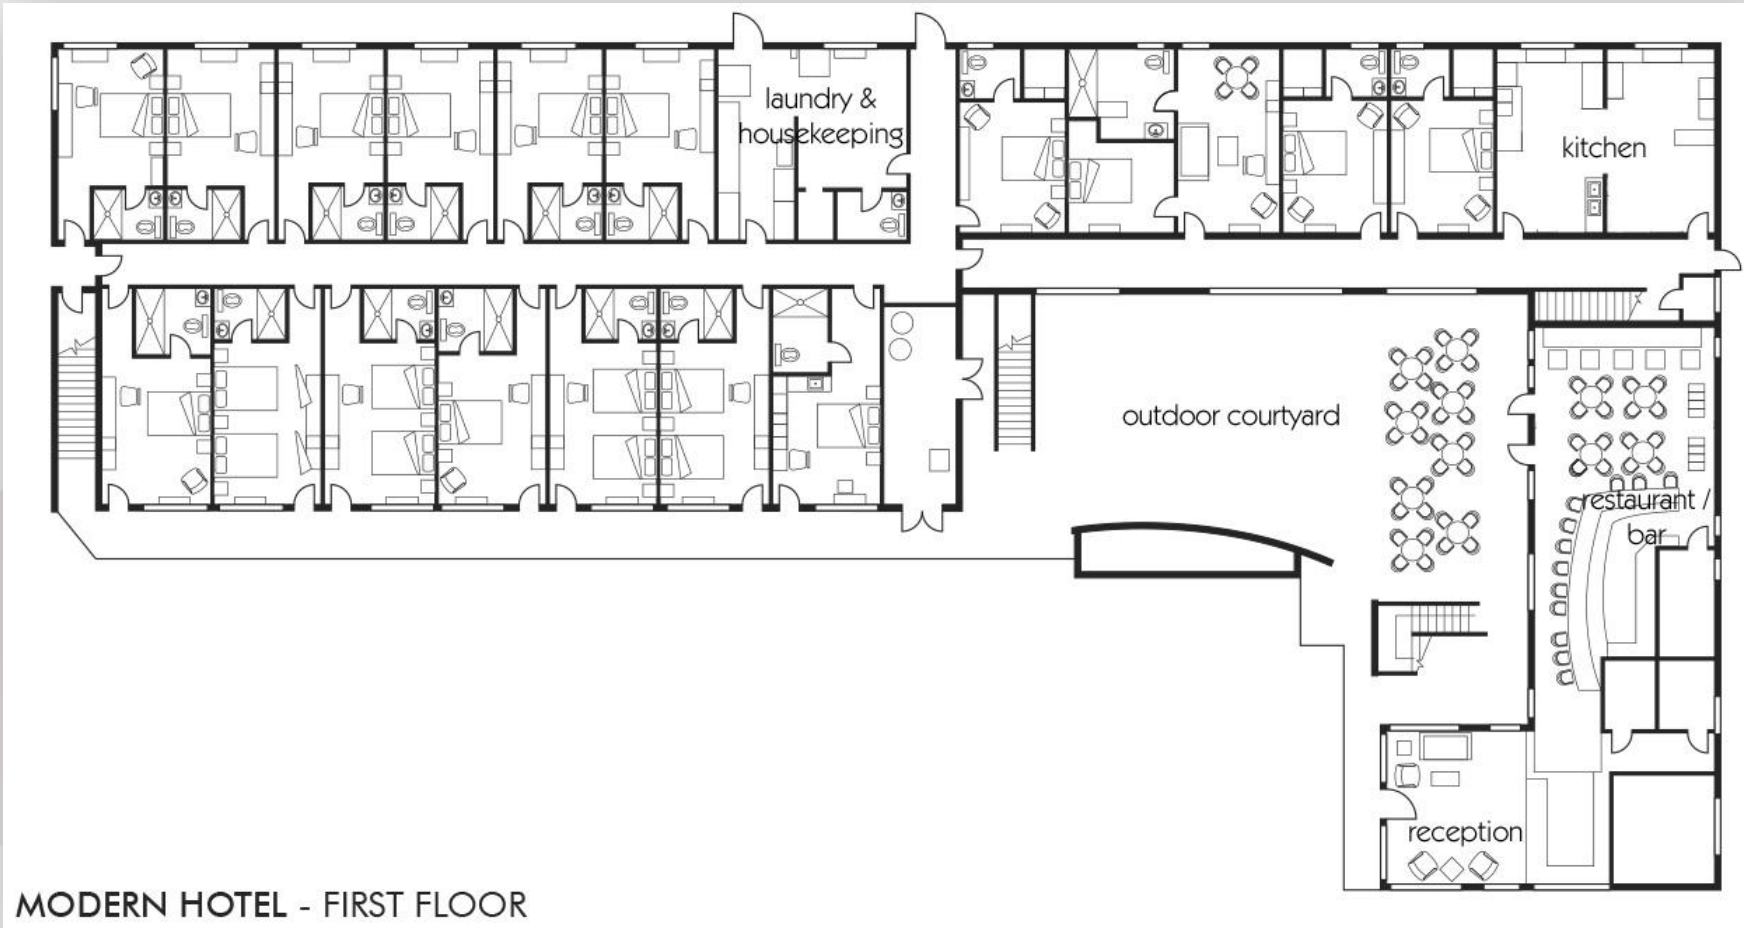 laundry &
housekeeping
kitchen
outdoor courtyard
restaurant /
bar
reception
MODERN HOTEL - FIRST FLOOR